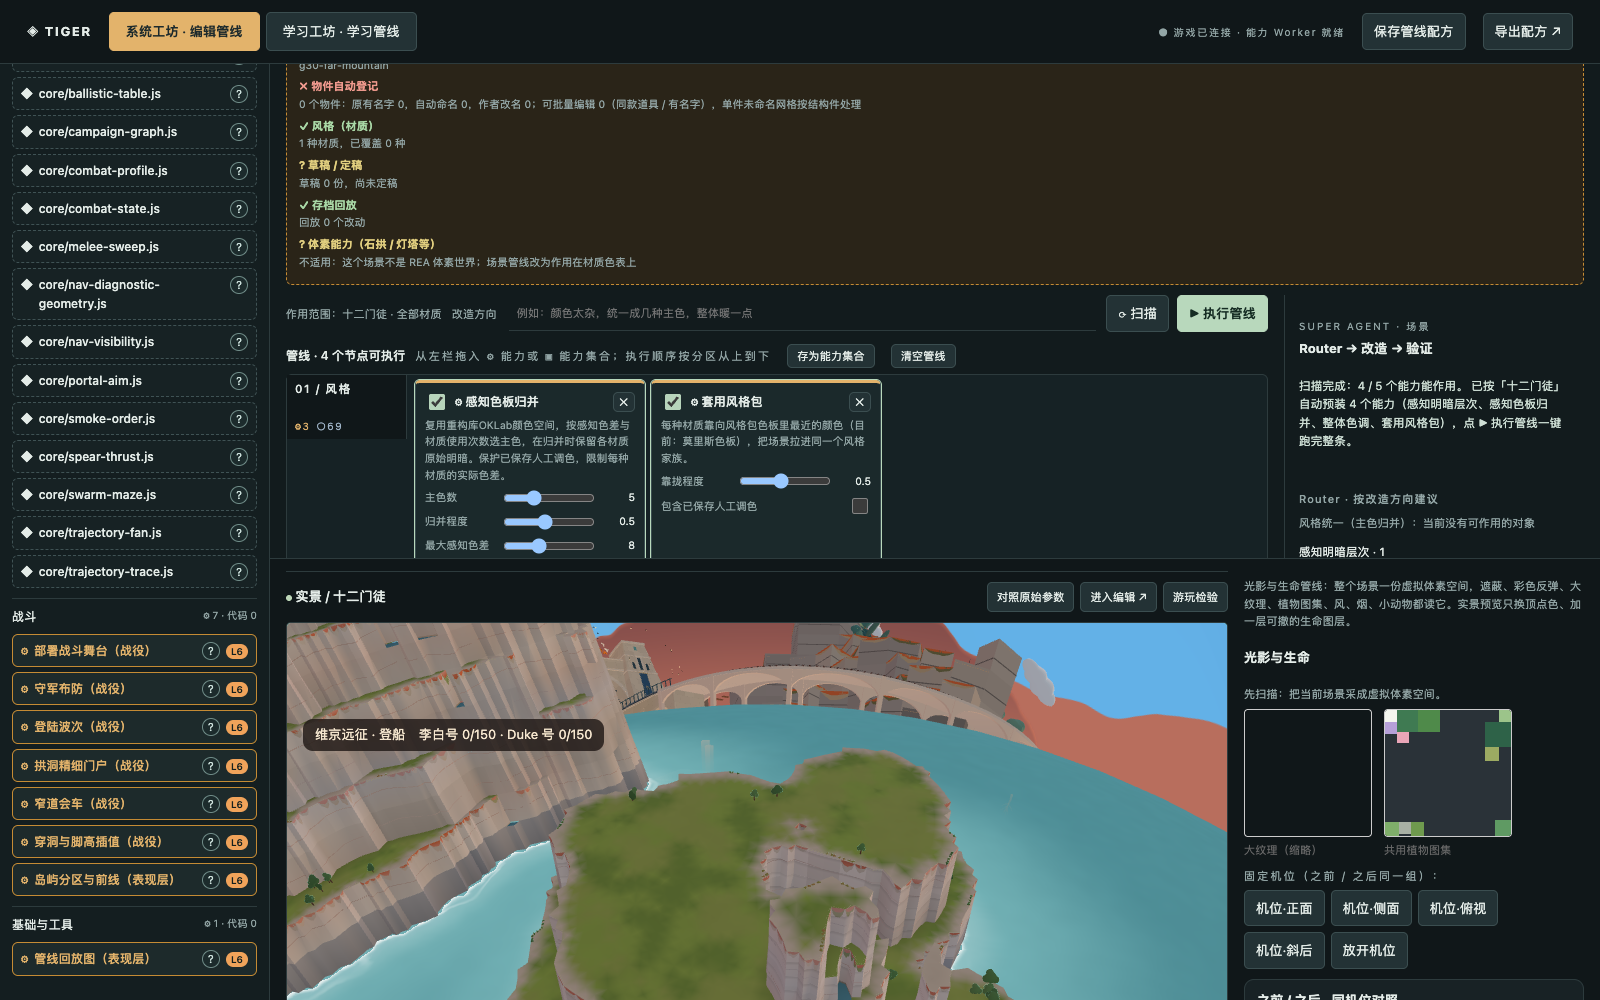 ◈ TIGER
系统工坊 · 编辑管线
学习工坊 · 学习管线
游戏已连接 · 能力 Worker 就绪
保存管线配方
导出配方 ↗
◆ core/ballistic-table.js ?
◆ core/campaign-graph.js ?
◆ core/combat-profile.js ?
◆ core/combat-state.js ?
◆ core/melee-sweep.js ?
◆ core/nav-diagnostic-
geometry.js ?
◆ core/nav-visibility.js ?
◆ core/portal-aim.js ?
◆ core/smoke-order.js ?
◆ core/spear-thrust.js ?
◆ core/swarm-maze.js ?
◆ core/trajectory-fan.js ?
◆ core/trajectory-trace.js ?
战斗 ⚙7 · 代码 0
⚙ 部署战斗舞台（战役） ? L6
⚙ 守军布防（战役） ? L6
⚙ 登陆波次（战役） ? L6
⚙ 拱洞精细门户（战役） ? L6
⚙ 窄道会车（战役） ? L6
⚙ 穿洞与脚高插值（战役） ? L6
⚙ 岛屿分区与前线（表现层） ? L6
基础与工具 ⚙1 · 代码 0
⚙ 管线回放图（表现层） ? L6
g30-far-mountain
✕ 物件自动登记
0 个物件：原有名字 0，自动命名 0，作者改名 0；可批量编辑 0（同款道具 / 有名字），单件未命名网格按结构件处理
✓ 风格（材质）
1 种材质，已覆盖 0 种
? 草稿 / 定稿
草稿 0 份，尚未定稿
✓ 存档回放
回放 0 个改动
? 体素能力（石拱 / 灯塔等）
不适用：这个场景不是 REA 体素世界；场景管线改为作用在材质色表上
作用范围：十二门徒 · 全部材质 改造方向 例如：颜色太杂，统一成几种主色，整体暖一点
⟳ 扫描
▶ 执行管线
管线 · 4 个节点可执行 从左栏拖入 ⚙ 能力或 ▣ 能力集合；执行顺序按分区从上到下
存为能力集合
清空管线
01 / 风格
⚙3 ⬡69
⚙ 感知色板归并 ✕
复用重构库OKLab颜色空间，按感知色差与
材质使用次数选主色，在归并时保留各材质
原始明暗。保护已保存人工调色，限制每种
材质的实际色差。
主色数 5
归并程度 0.5
最大感知色差 8
⚙ 套用风格包 ✕
每种材质靠向风格包色板里最近的颜色（目
前：莫里斯色板），把场景拉进同一个风格
家族。
靠拢程度 0.5
包含已保存人工调色
SUPER AGENT · 场景
Router → 改造 → 验证
扫描完成：4 / 5 个能力能作用。 已按「十二门徒」
自动预装 4 个能力（感知明暗层次、感知色板归
并、整体色调、套用风格包），点 ▶ 执行管线一键
跑完整条。
Router · 按改造方向建议
风格统一（主色归并）：当前没有可作用的对象
感知明暗层次 · 1
实景 / 十二门徒
对照原始参数
进入编辑 ↗
游玩检验
维京远征 · 登船 李白号 0/150 · Duke 号 0/150
光影与生命管线：整个场景一份虚拟体素空间，遮蔽、彩色反弹、大
纹理、植物图集、风、烟、小动物都读它。实景预览只换顶点色、加
一层可撤的生命图层。
光影与生命
先扫描：把当前场景采成虚拟体素空间。
大纹理（缩略）
共用植物图集
固定机位（之前 / 之后同一组）：
机位·正面
机位·侧面
机位·俯视
机位·斜后
放开机位
之前 / 之后 · 同机位对照